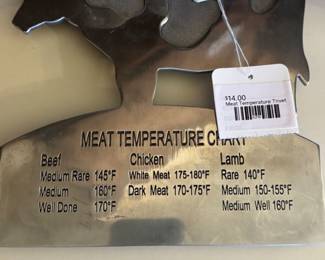 $14.00
Meat Temperature Trivet
MEAT TEMPERATURE CHART
Beef Chicken Lamb
Medium Rare 145°F White Meat 175-180°F Rare 140°F
Medium 160°F Dark Meat 170-175°F Medium 150-155°F
Well Done 170°F Medium Well 160°F